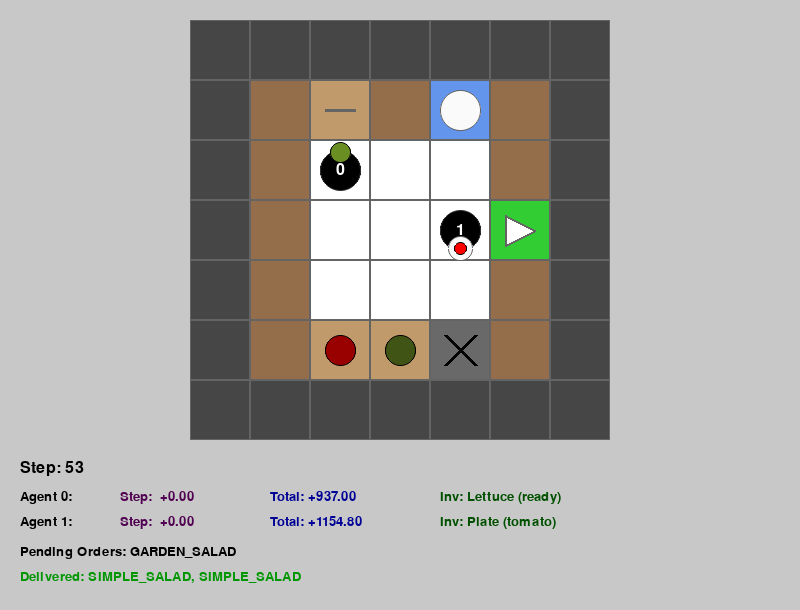 0
1
Step: 53
Agent 0: Step: +0.00 Total: +937.00 Inv: Lettuce (ready)
Agent 1: Step: +0.00 Total: +1154.80 Inv: Plate (tomato)
Pending Orders: GARDEN_SALAD
Delivered: SIMPLE_SALAD, SIMPLE_SALAD